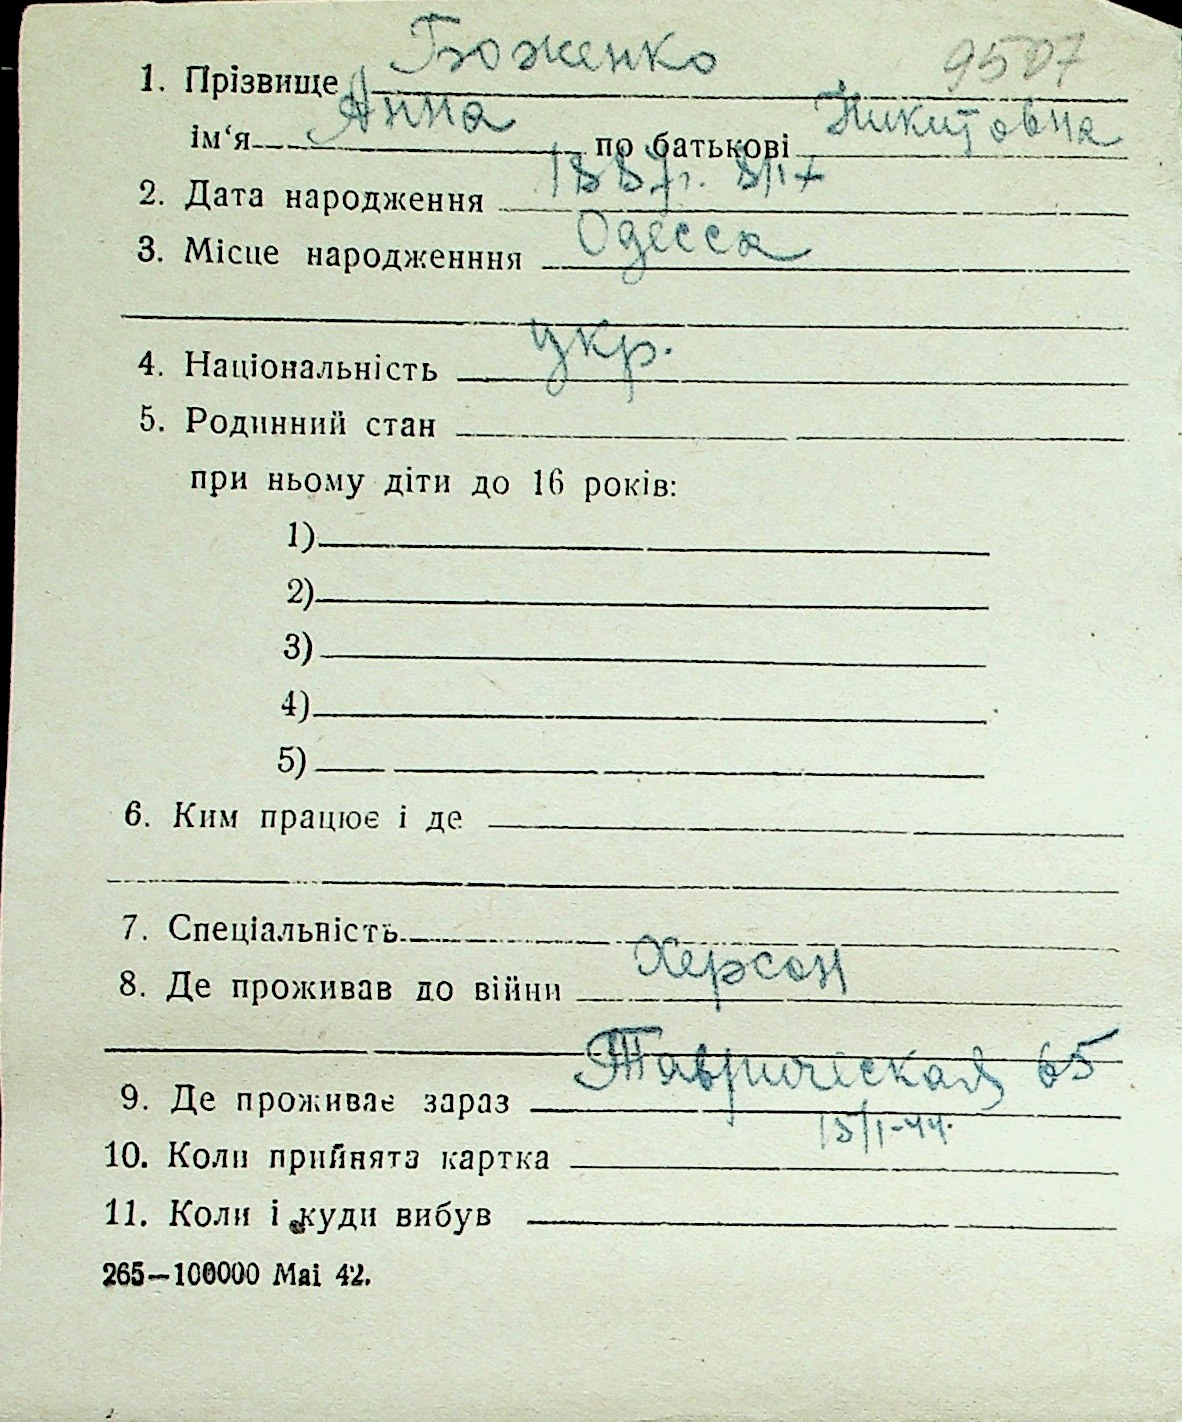 9507
1. Прізвище Боженко
ім‘я Анна по батькові Никитовна
2. Дата народження 1887 г. 8/IX
3. Місце народженння Одесса
4. Національність укр.
5. Родинний стан
при ньому діти до 16 років:
1)
2)
3)
4)
5)
6. Ким працює і де
7. Спеціальність
8. Де проживав до війни Херсон
9. Де проживає зараз Таврическая 65
10. Коли прийнята картка 15/I-44.
11. Коли і куди вибув
265—100000 Mai 42.